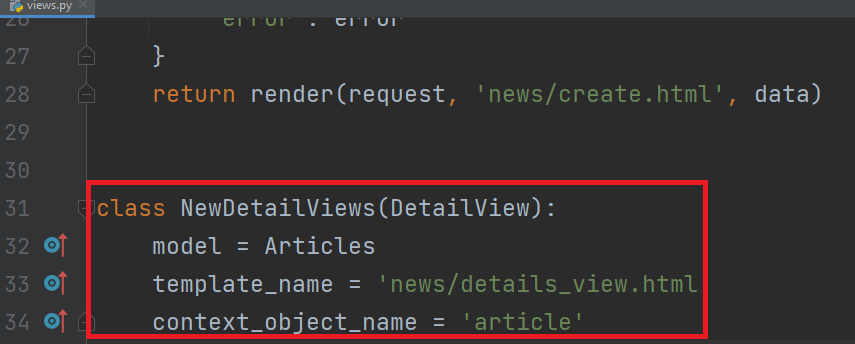 views.py
26 'error': error
27 }
28 return render(request, 'news/create.html', data)
29
30
31 class NewDetailViews(DetailView):
32 model = Articles
33 template_name = 'news/details_view.html
34 context_object_name = 'article'